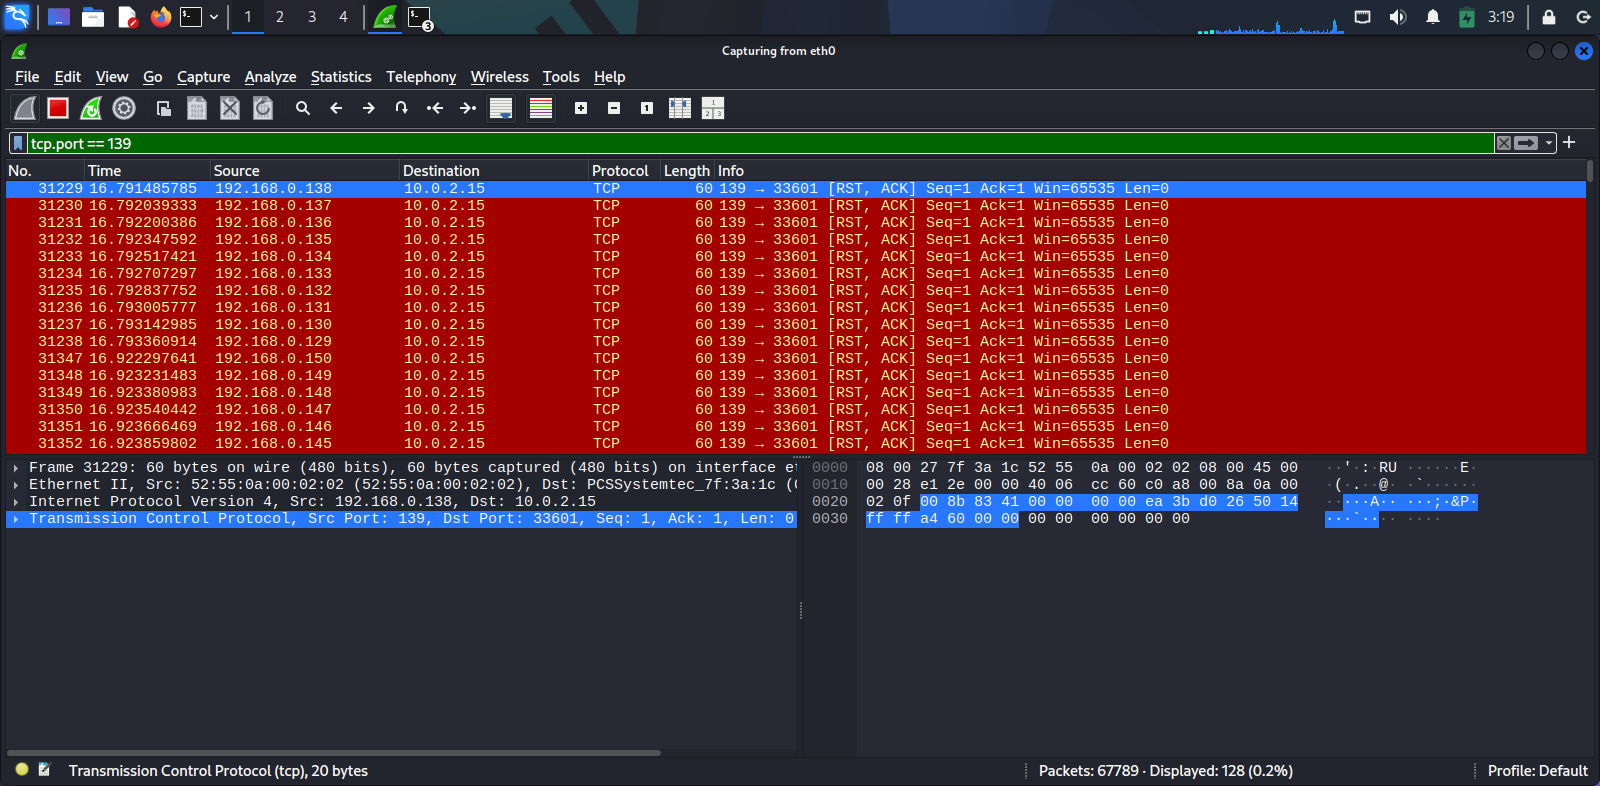 1 2 3 4 3 3:19
Capturing from eth0
File Edit View Go Capture Analyze Statistics Telephony Wireless Tools Help
tcp.port == 139
No. Time Source Destination Protocol Length Info
31229 16.791485785 192.168.0.138 10.0.2.15 TCP 60 139 → 33601 [RST, ACK] Seq=1 Ack=1 Win=65535 Len=0
31230 16.792039333 192.168.0.137 10.0.2.15 TCP 60 139 → 33601 [RST, ACK] Seq=1 Ack=1 Win=65535 Len=0
31231 16.792200386 192.168.0.136 10.0.2.15 TCP 60 139 → 33601 [RST, ACK] Seq=1 Ack=1 Win=65535 Len=0
31232 16.792347592 192.168.0.135 10.0.2.15 TCP 60 139 → 33601 [RST, ACK] Seq=1 Ack=1 Win=65535 Len=0
31233 16.792517421 192.168.0.134 10.0.2.15 TCP 60 139 → 33601 [RST, ACK] Seq=1 Ack=1 Win=65535 Len=0
31234 16.792707297 192.168.0.133 10.0.2.15 TCP 60 139 → 33601 [RST, ACK] Seq=1 Ack=1 Win=65535 Len=0
31235 16.792837752 192.168.0.132 10.0.2.15 TCP 60 139 → 33601 [RST, ACK] Seq=1 Ack=1 Win=65535 Len=0
31236 16.793005777 192.168.0.131 10.0.2.15 TCP 60 139 → 33601 [RST, ACK] Seq=1 Ack=1 Win=65535 Len=0
31237 16.793142985 192.168.0.130 10.0.2.15 TCP 60 139 → 33601 [RST, ACK] Seq=1 Ack=1 Win=65535 Len=0
31238 16.793360914 192.168.0.129 10.0.2.15 TCP 60 139 → 33601 [RST, ACK] Seq=1 Ack=1 Win=65535 Len=0
31347 16.922297641 192.168.0.150 10.0.2.15 TCP 60 139 → 33601 [RST, ACK] Seq=1 Ack=1 Win=65535 Len=0
31348 16.923231483 192.168.0.149 10.0.2.15 TCP 60 139 → 33601 [RST, ACK] Seq=1 Ack=1 Win=65535 Len=0
31349 16.923380983 192.168.0.148 10.0.2.15 TCP 60 139 → 33601 [RST, ACK] Seq=1 Ack=1 Win=65535 Len=0
31350 16.923540442 192.168.0.147 10.0.2.15 TCP 60 139 → 33601 [RST, ACK] Seq=1 Ack=1 Win=65535 Len=0
31351 16.923666469 192.168.0.146 10.0.2.15 TCP 60 139 → 33601 [RST, ACK] Seq=1 Ack=1 Win=65535 Len=0
31352 16.923859802 192.168.0.145 10.0.2.15 TCP 60 139 → 33601 [RST, ACK] Seq=1 Ack=1 Win=65535 Len=0
Frame 31229: 60 bytes on wire (480 bits), 60 bytes captured (480 bits) on interface et
Ethernet II, Src: 52:55:0a:00:02:02 (52:55:0a:00:02:02), Dst: PCSSystemtec_7f:3a:1c (0
Internet Protocol Version 4, Src: 192.168.0.138, Dst: 10.0.2.15
Transmission Control Protocol, Src Port: 139, Dst Port: 33601, Seq: 1, Ack: 1, Len: 0
0000 08 00 27 7f 3a 1c 52 55 0a 00 02 02 08 00 45 00 ··'·:·RU ······E·
0010 00 28 e1 2e 00 00 40 06 cc 60 c0 a8 00 8a 0a 00 ·(·.··@· ·`······
0020 02 0f 00 8b 83 41 00 00 00 00 ea 3b d0 26 50 14 ·····A·· ···;·&P·
0030 ff ff a4 60 00 00 00 00 00 00 00 00 ···`···· ····
Transmission Control Protocol (tcp), 20 bytes
Packets: 67789 · Displayed: 128 (0.2%)
Profile: Default